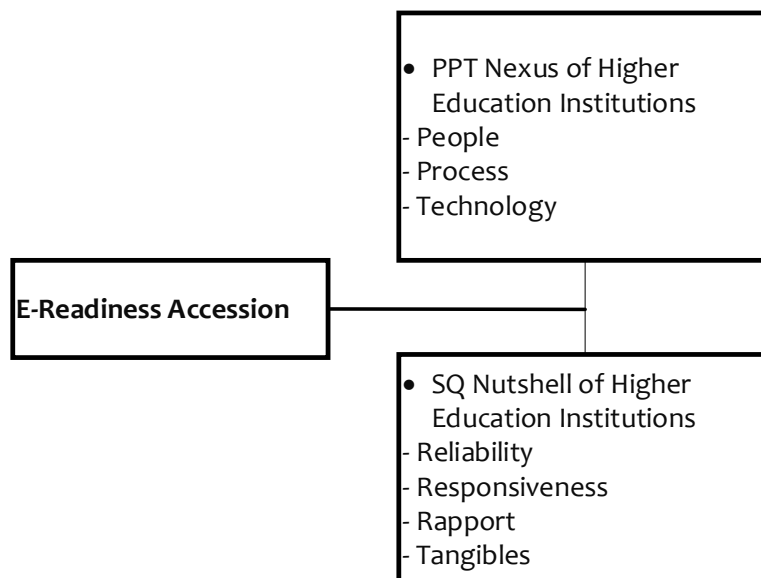 • PPT Nexus of Higher
Education Institutions
- People
- Process
- Technology
E-Readiness Accession
• SQ Nutshell of Higher
Education Institutions
- Reliability
- Responsiveness
- Rapport
- Tangibles